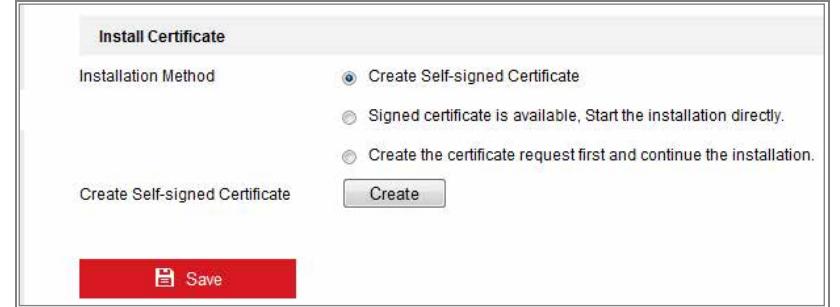 Install Certificate
Installation Method
Create Self-signed Certificate
Signed certificate is available, Start the installation directly.
Create the certificate request first and continue the installation.
Create Self-signed Certificate
Create
Save